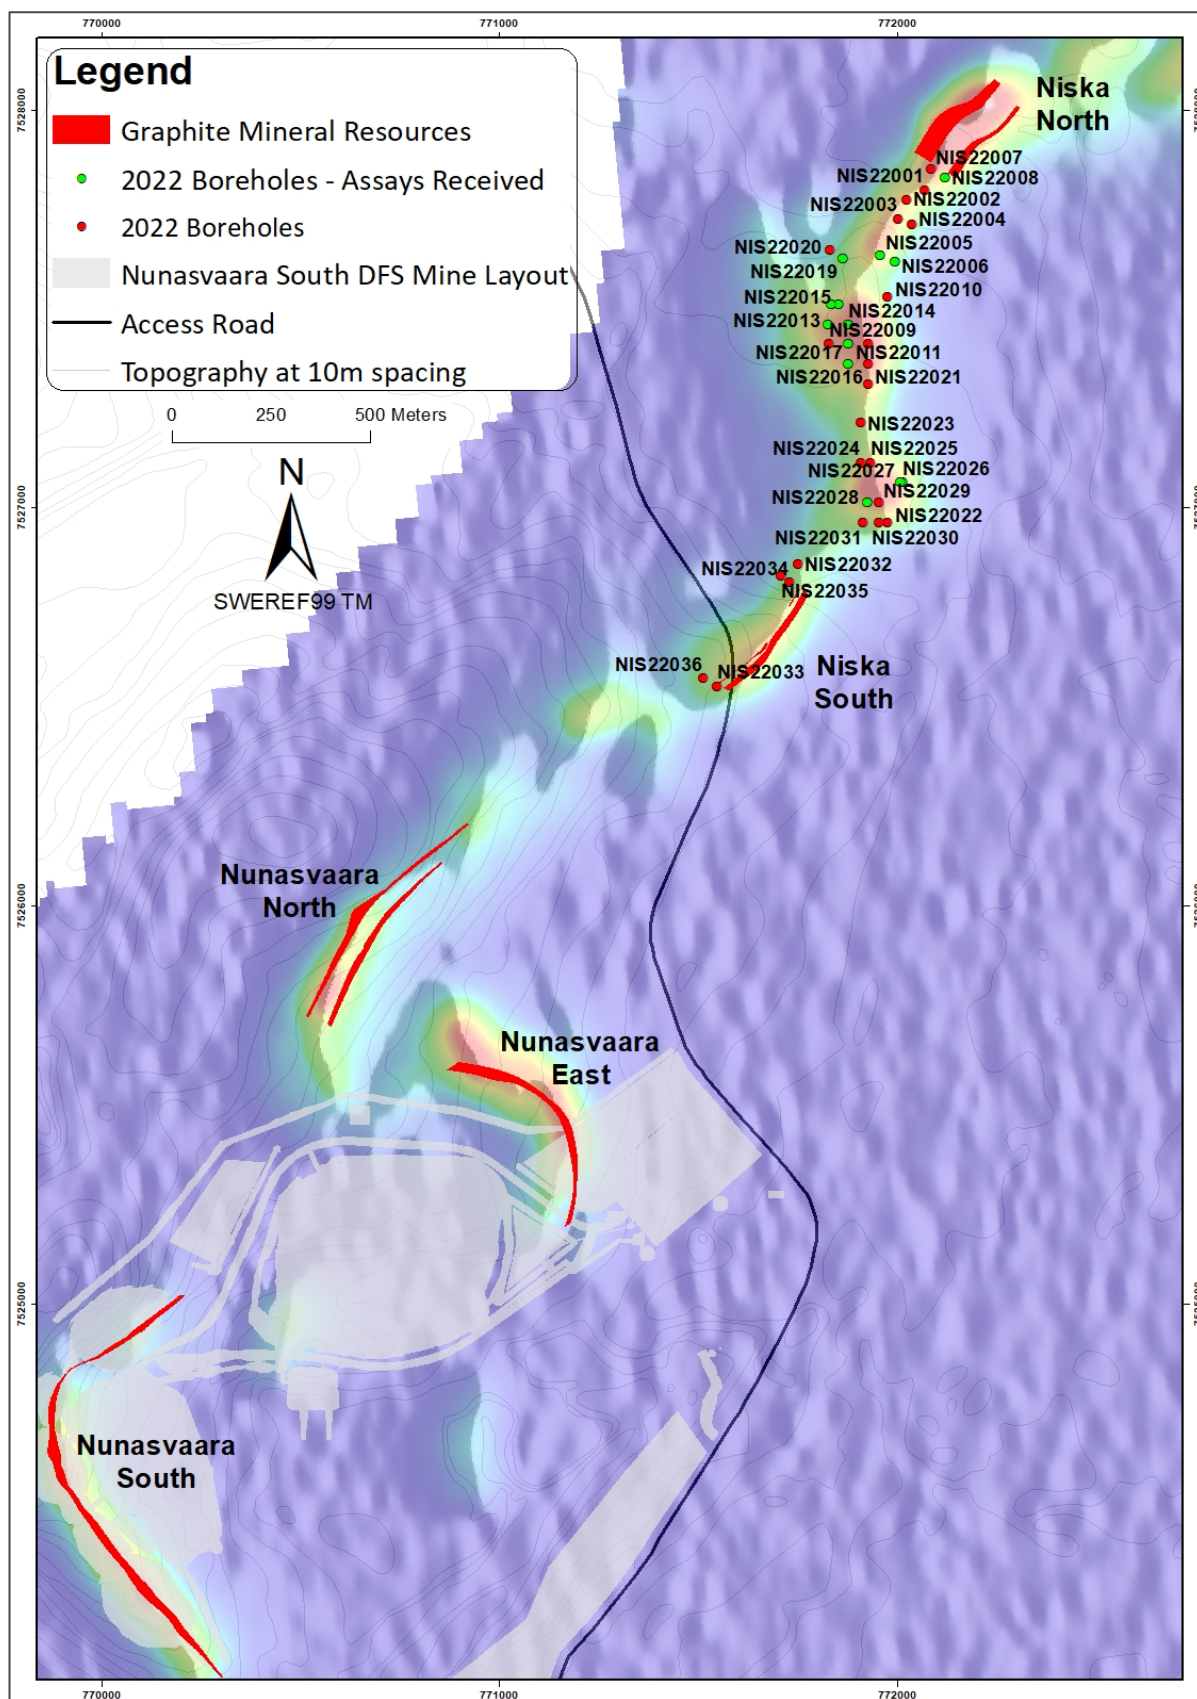 770000
771000
772000
Legend
Graphite Mineral Resources
2022 Boreholes - Assays Received
2022 Boreholes
Nunasvaara South DFS Mine Layout
Access Road
Topography at 10m spacing
0 250 500 Meters
N
SWEREF99 TM
7528000
7528000
Niska
North
NIS22007
NIS22001
NIS22008
NIS22003
NIS22002
NIS22004
NIS22020
NIS22005
NIS22019
NIS22006
NIS22010
NIS22015
NIS22014
NIS22013
NIS22009
NIS22017
NIS22011
NIS22016
NIS22021
NIS22023
NIS22024
NIS22025
NIS22027
NIS22026
NIS22028
NIS22029
7527000
7527000
NIS22022
NIS22031
NIS22030
NIS22034
NIS22032
NIS22035
NIS22036
NIS22033
Niska
South
Nunasvaara
North
7526000
7526000
Nunasvaara
East
7525000
7525000
Nunasvaara
South
770000
771000
772000